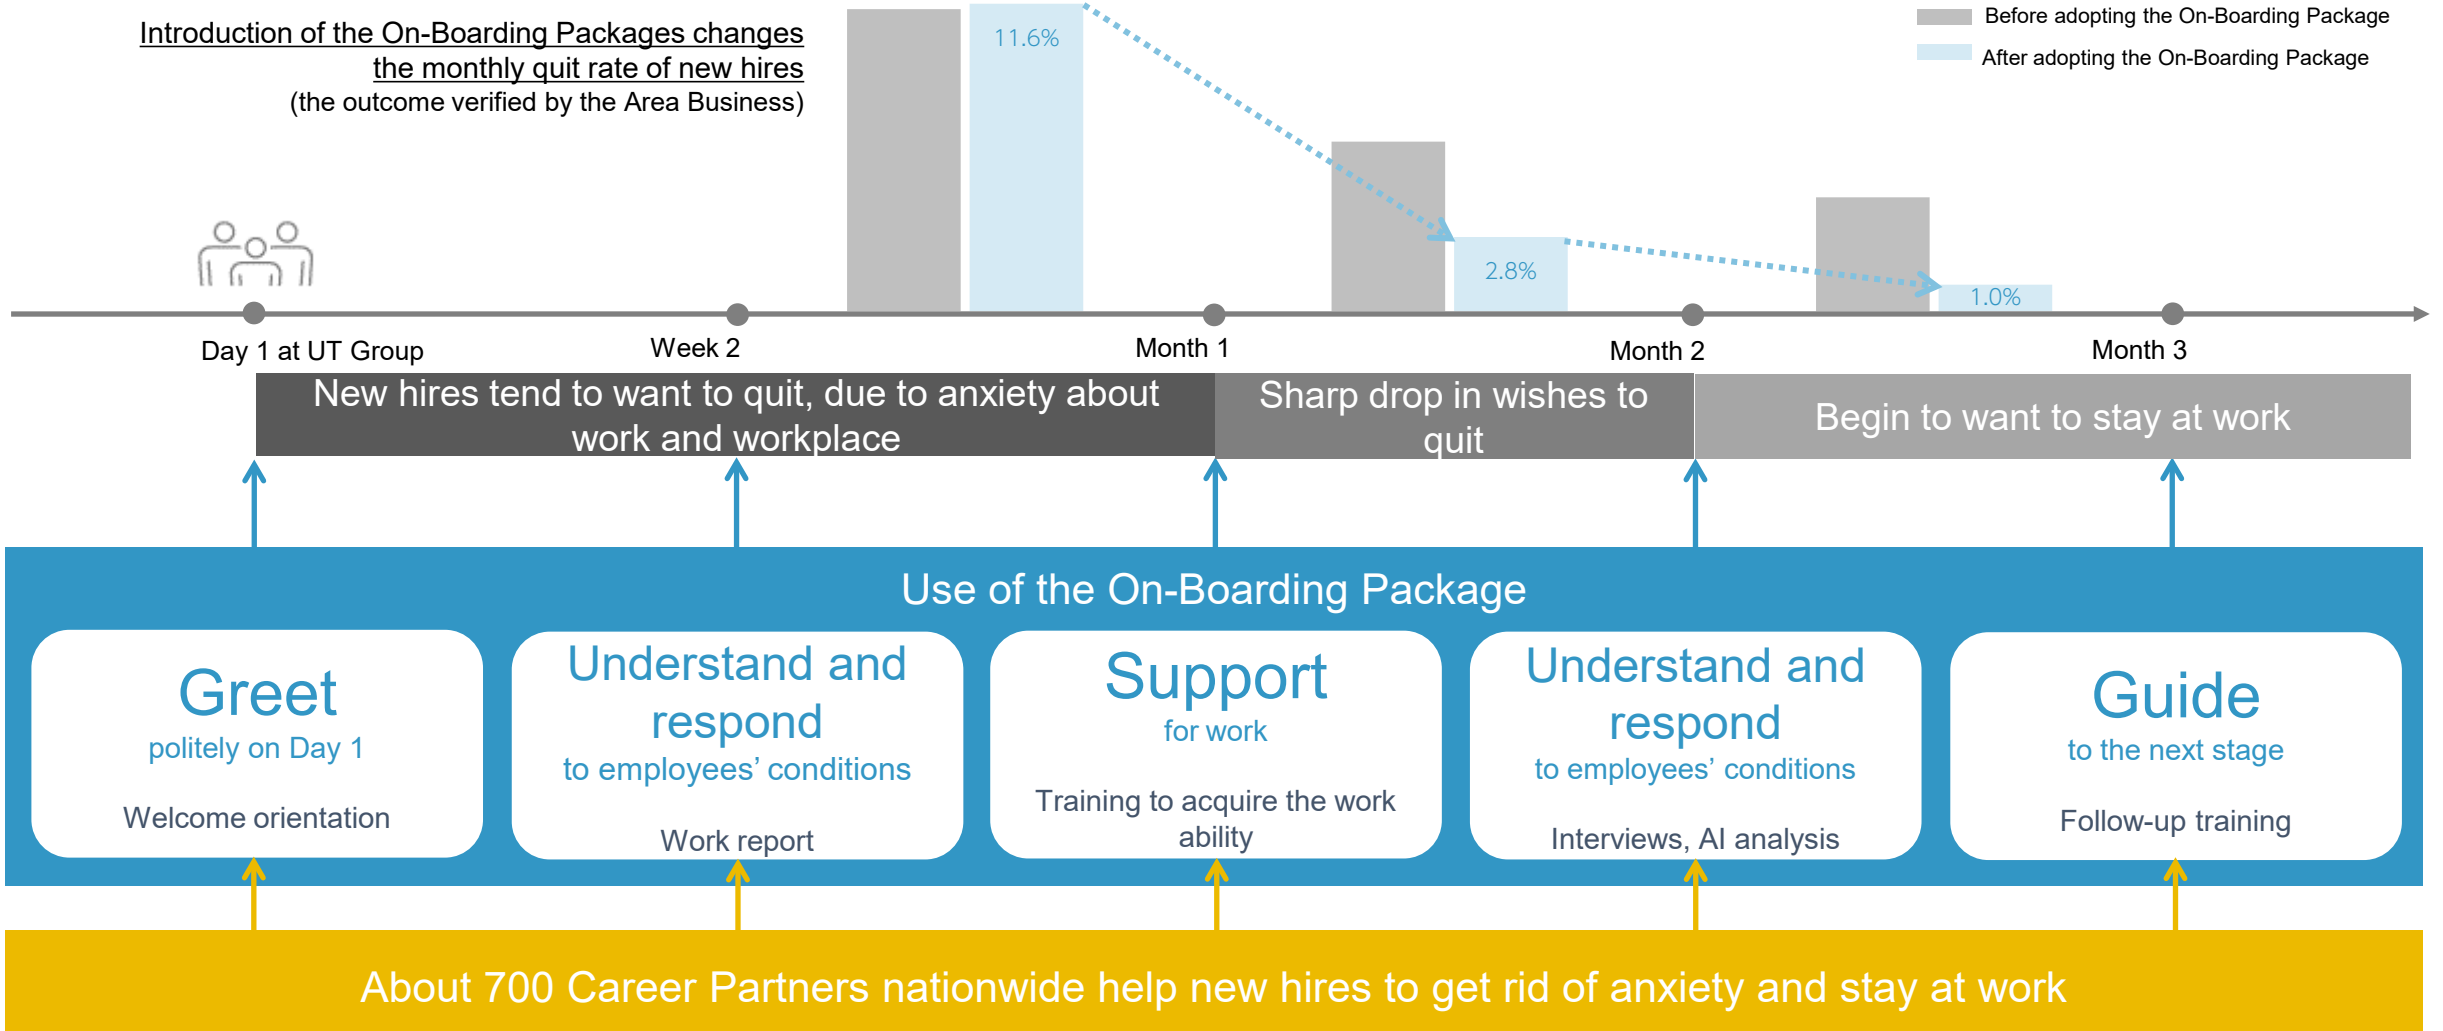 Introduction of the On-Boarding Packages changes
the monthly quit rate of new hires
(the outcome verified by the Area Business)
Before adopting the On-Boarding Package
After adopting the On-Boarding Package
11.6%
2.8%
1.0%
Day 1 at UT Group
Week 2
Month 1
Month 2
Month 3
New hires tend to want to quit, due to anxiety about
work and workplace
Sharp drop in wishes to
quit
Begin to want to stay at work
Use of the On-Boarding Package
Greet
politely on Day 1
Welcome orientation
Understand and
respond
to employees’ conditions
Work report
Support
for work
Training to acquire the work
ability
Understand and
respond
to employees’ conditions
Interviews, AI analysis
Guide
to the next stage
Follow-up training
About 700 Career Partners nationwide help new hires to get rid of anxiety and stay at work